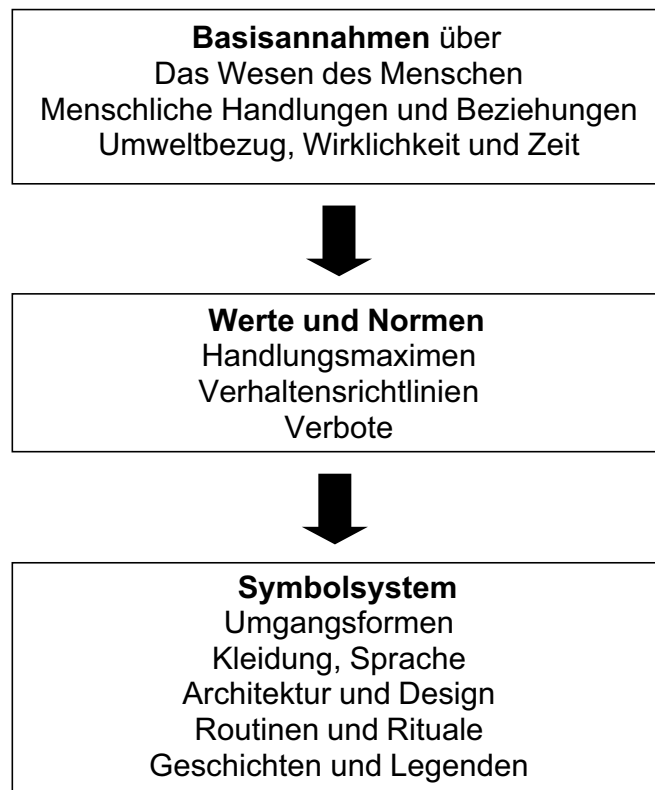 Basisannahmen über
Das Wesen des Menschen
Menschliche Handlungen und Beziehungen
Umweltbezug, Wirklichkeit und Zeit
Werte und Normen
Handlungsmaximen
Verhaltensrichtlinien
Verbote
Symbolsystem
Umgangsformen
Kleidung, Sprache
Architektur und Design
Routinen und Rituale
Geschichten und Legenden